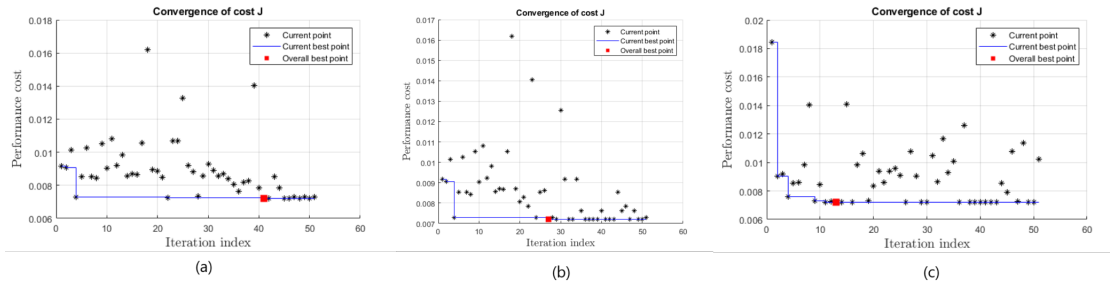 Convergence of cost J
Current point
Current best point
Overall best point
Performance cost
0.018
0.016
0.014
0.012
0.01
0.008
0.006
0
10
20
30
40
50
60
Iteration index
(a)
Convergence of cost J
Current point
Current best point
Overall best point
Performance cost
0.017
0.016
0.015
0.014
0.013
0.012
0.011
0.01
0.009
0.008
0.007
0
10
20
30
40
50
60
Iteration index
(b)
Convergence of cost J
Current point
Current best point
Overall best point
Performance cost
0.02
0.018
0.016
0.014
0.012
0.01
0.008
0.006
0
10
20
30
40
50
60
Iteration index
(c)